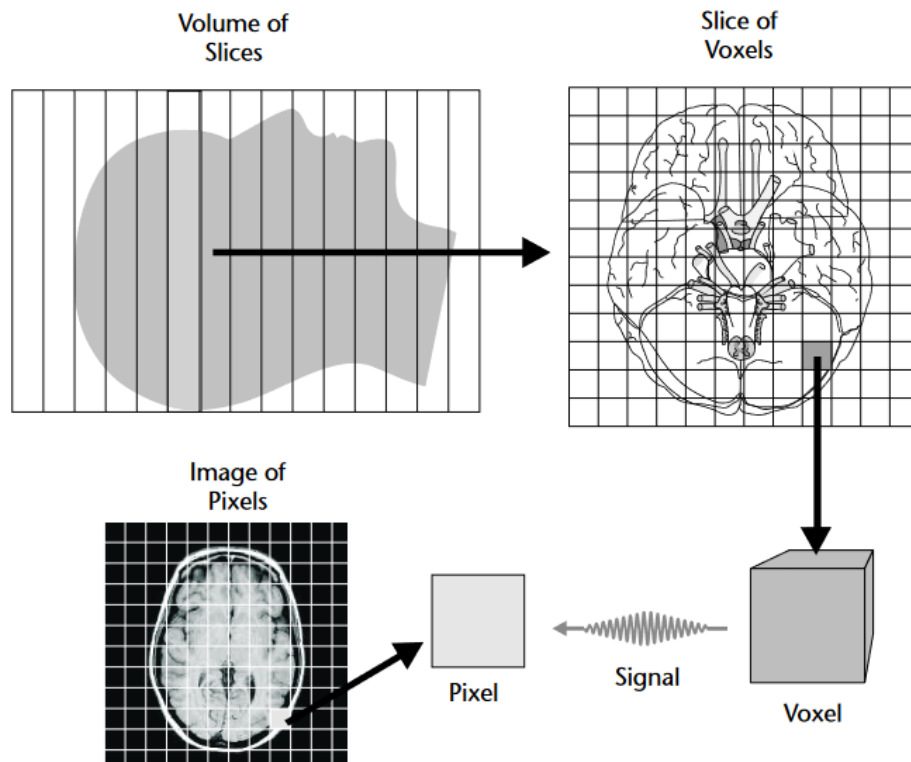 Volume of
Slices
Slice of
Voxels
Image of
Pixels
Pixel
Signal
Voxel